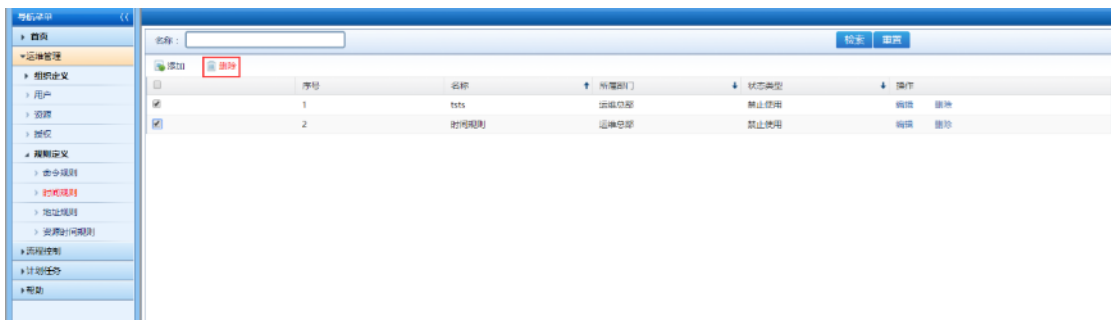 导航菜单
首页
运维管理
组织定义
用户
资源
授权
规则定义
命令规则
时间规则
地址规则
资源时间规则
流程控制
计划任务
帮助
名称： 检索 重置
添加 删除
序号 名称 所属部门 状态类型 操作
1 tsts 运维总部 禁止使用 编辑 删除
2 时间规则 运维总部 禁止使用 编辑 删除